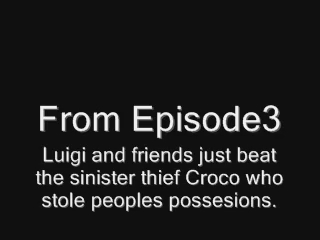 From Episode3
Luigi and friends just beat
the sinister thief Croco who
stole peoples possesions.